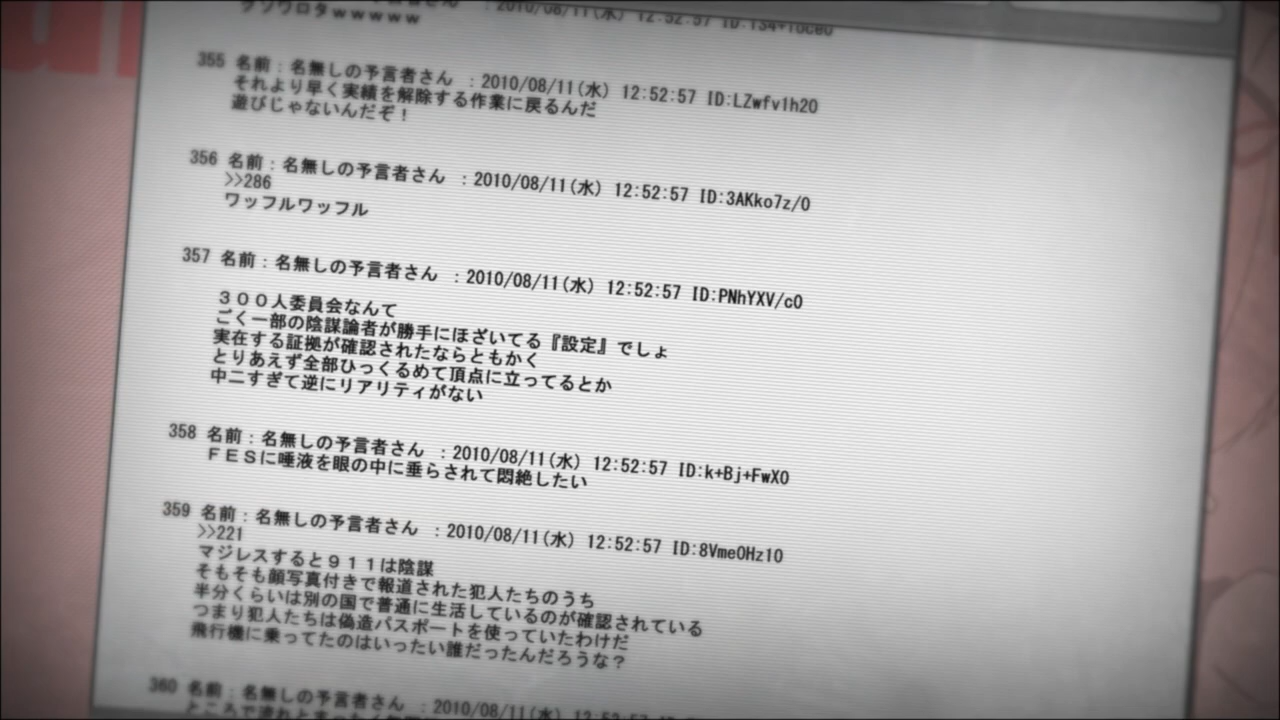 クソワロタｗｗｗｗｗ
355 名前：名無しの予言者さん ：2010/08/11(水) 12:52:57 ID:LZwfv1h20
それより早く実績を解除する作業に戻るんだ
遊びじゃないんだぞ！
356 名前：名無しの予言者さん ：2010/08/11(水) 12:52:57 ID:3AKko7z/0
>>286
ワッフルワッフル
357 名前：名無しの予言者さん ：2010/08/11(水) 12:52:57 ID:PNhYXV/c0
３００人委員会なんて
ごく一部の陰謀論者が勝手にほざいてる『設定』でしょ
実在する証拠が確認されたならともかく
とりあえず全部ひっくるめて頂点に立ってるとか
中二すぎて逆にリアリティがない
358 名前：名無しの予言者さん ：2010/08/11(水) 12:52:57 ID:k+Bj+FwX0
ＦＥＳに唾液を眼の中に垂らされて悶絶したい
359 名前：名無しの予言者さん ：2010/08/11(水) 12:52:57 ID:8VmeOHz10
>>221
マジレスすると９１１は陰謀
そもそも顔写真付きで報道された犯人たちのうち
半分くらいは別の国で普通に生活しているのが確認されている
つまり犯人たちは偽造パスポートを使っていたわけだ
飛行機に乗ってたのはいったい誰だったんだろうな？
360 名前：名無しの予言者さん ：2010/08/11(水) 12:52:57